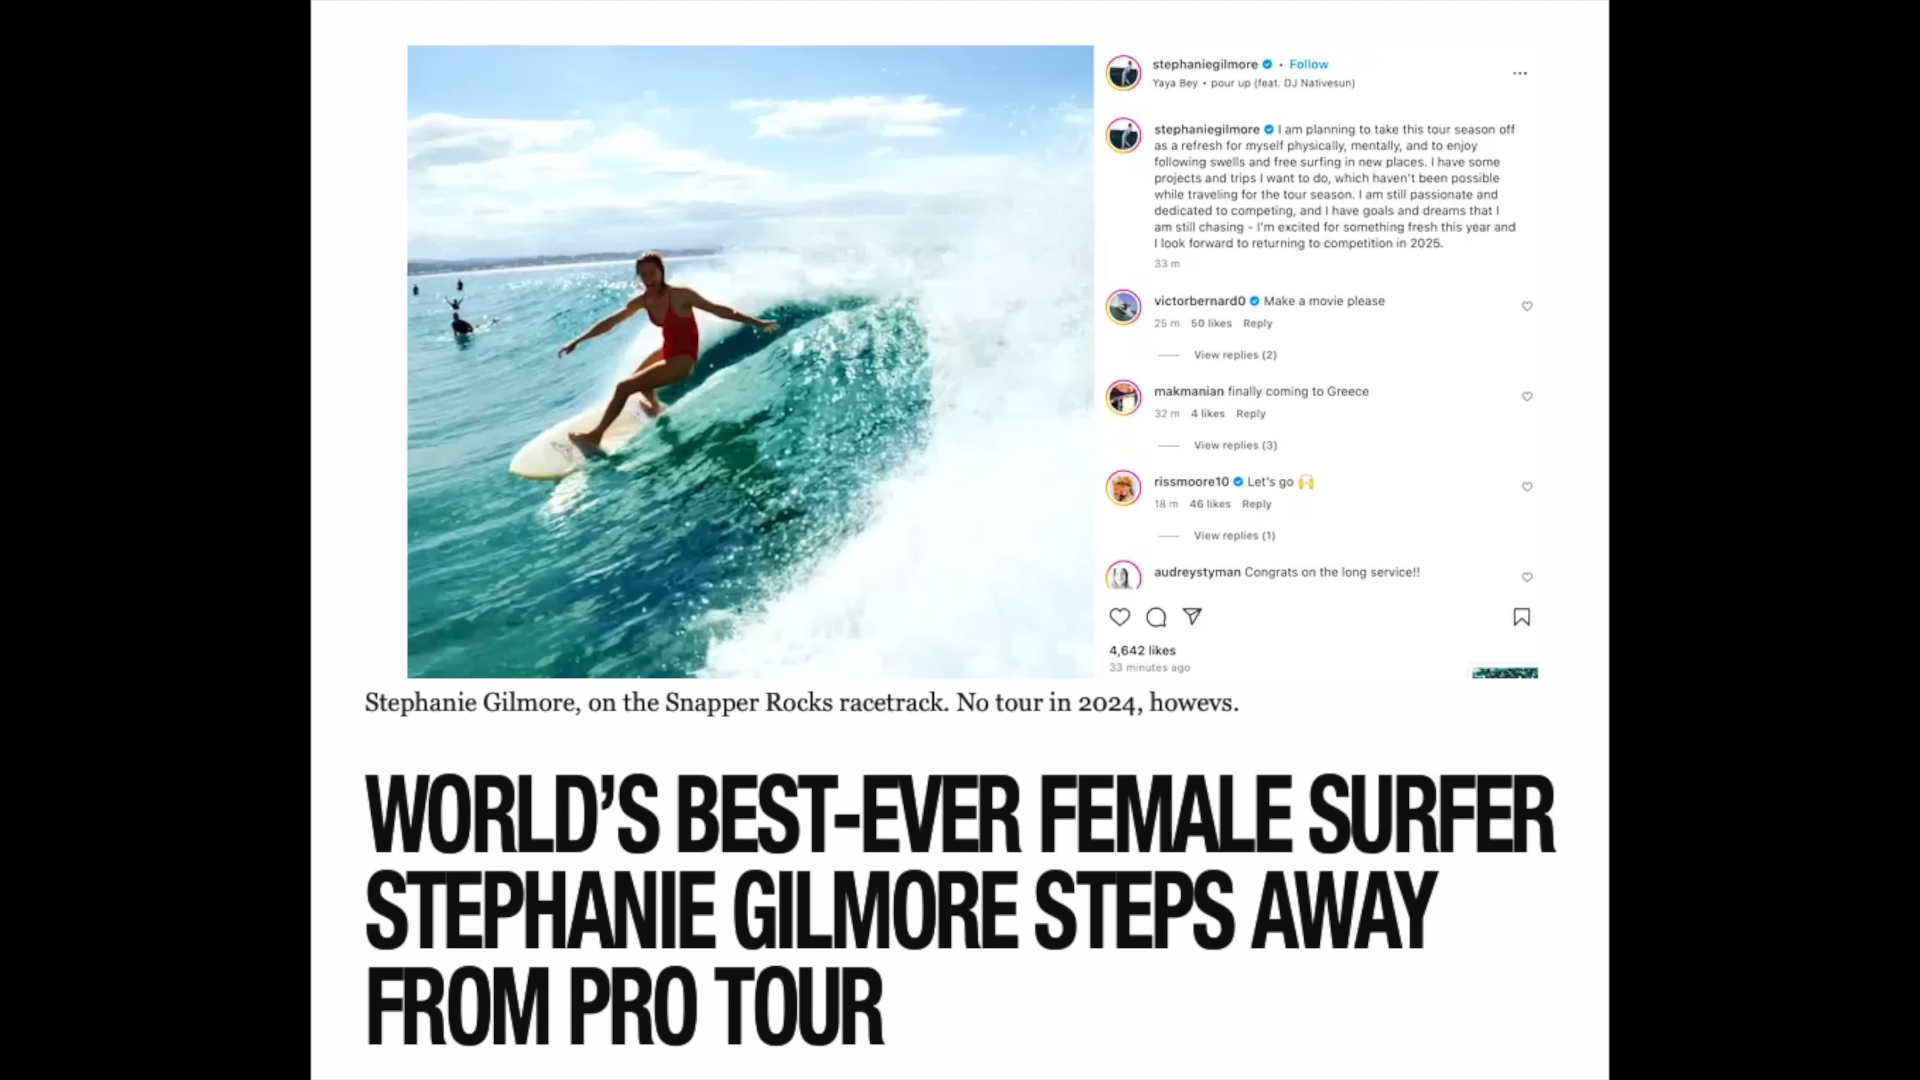 stephaniegilmore • Follow
Yaya Bey • pour up (feat. DJ Nativesun)
stephaniegilmore I am planning to take this tour season off
as a refresh for myself physically, mentally, and to enjoy
following swells and free surfing in new places. I have some
projects and trips I want to do, which haven't been possible
while traveling for the tour season. I am still passionate and
dedicated to competing, and I have goals and dreams that I
am still chasing - I'm excited for something fresh this year and
I look forward to returning to competition in 2025.
33 m
victorbernard0 Make a movie please
25 m 50 likes Reply
View replies (2)
makmanian finally coming to Greece
32 m 4 likes Reply
View replies (3)
rissmoore10 Let's go 🙌
18 m 46 likes Reply
View replies (1)
audreystyman Congrats on the long service!!
4,642 likes
33 minutes ago
Stephanie Gilmore, on the Snapper Rocks racetrack. No tour in 2024, howevs.
WORLD'S BEST-EVER FEMALE SURFER
STEPHANIE GILMORE STEPS AWAY
FROM PRO TOUR